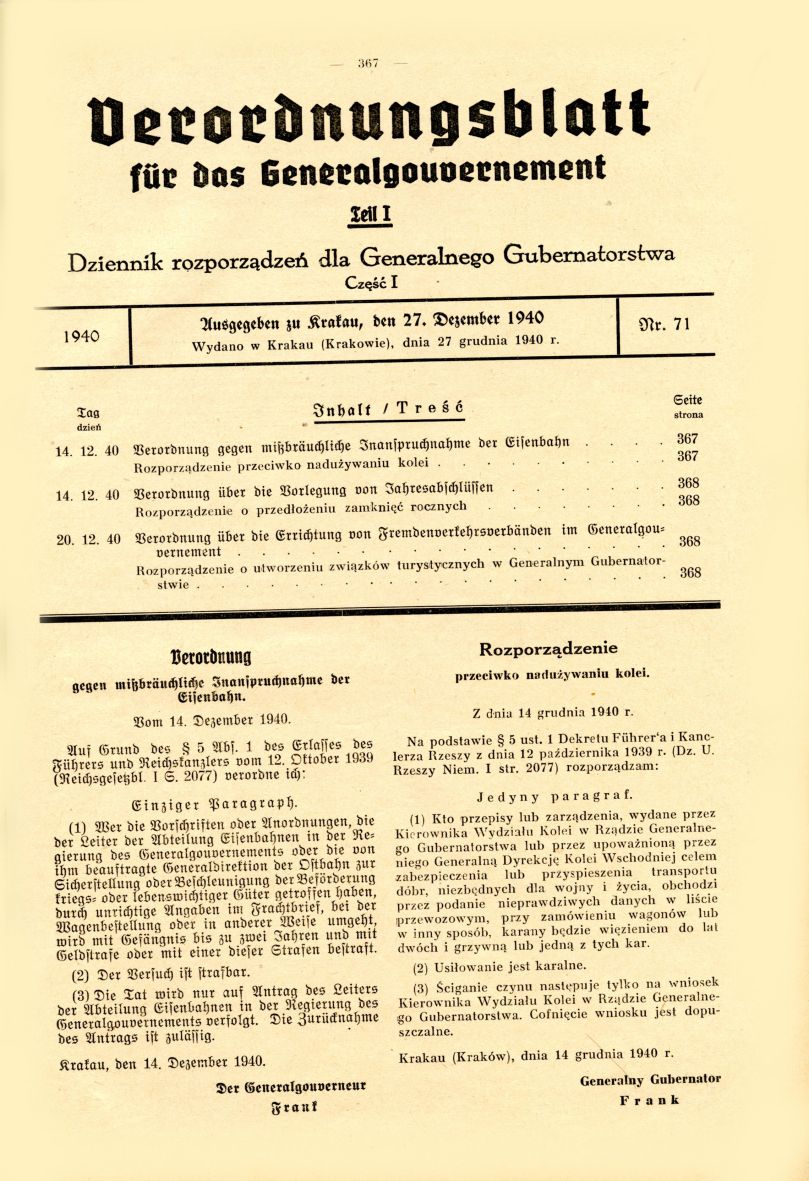 — 367 —
Verordnungsblatt
für das Generalgouvernement
Teil I
Dziennik rozporządzeń dla Generalnego Gubernatorstwa
Część I
1940
Ausgegeben zu Krakau, den 27. Dezember 1940
Wydano w Krakau (Krakowie), dnia 27 grudnia 1940 r.
Nr. 71
Tag
dzień
Inhalt / Treść
Seite
strona
14. 12. 40 Verordnung gegen mißbräuchliche Inanspruchnahme der Eisenbahn . . . . 367
Rozporządzenie przeciwko nadużywaniu kolei . . . . . . . . . 367
14. 12. 40 Verordnung über die Vorlegung von Jahresabschlüssen . . . . . . . 368
Rozporządzenie o przedłożeniu zamknięć rocznych . . . . . . . . 368
20. 12. 40 Verordnung über die Errichtung von Fremdenverkehrsverbänden im Generalgou-
vernement . . . . . . . . . . . . . . . . 368
Rozporządzenie o utworzeniu związków turystycznych w Generalnym Gubernator-
stwie . . . . . . . . . . . . . . . . . 368
Verordnung
gegen mißbräuchliche Inanspruchnahme der
Eisenbahn.
Vom 14. Dezember 1940.
Auf Grund des § 5 Abs. 1 des Erlasses des
Führers und Reichskanzlers vom 12. Oktober 1939
(Reichsgesetzbl. I S. 2077) verordne ich:
Einziger Paragraph.
(1) Wer die Vorschriften oder Anordnungen, die
der Leiter der Abteilung Eisenbahnen in der Re-
gierung des Generalgouvernements oder die von
ihm beauftragte Generaldirektion der Ostbahn zur
Sicherstellung oder Beschleunigung der Beförderung
kriegs- oder lebenswichtiger Güter getroffen haben,
durch unrichtige Angaben im Frachtbrief, bei der
Wagenbestellung oder in anderer Weise umgeht,
wird mit Gefängnis bis zu zwei Jahren und mit
Geldstrafe oder mit einer dieser Strafen bestraft.
(2) Der Versuch ist strafbar.
(3) Die Tat wird nur auf Antrag des Leiters
der Abteilung Eisenbahnen in der Regierung des
Generalgouvernements verfolgt. Die Zurücknahme
des Antrags ist zulässig.
Krakau, den 14. Dezember 1940.
Der Generalgouverneur
Frank
Rozporządzenie
przeciwko nadużywaniu kolei.
Z dnia 14 grudnia 1940 r.
Na podstawie § 5 ust. 1 Dekretu Führer'a i Kanc-
lerza Rzeszy z dnia 12 października 1939 r. (Dz. U.
Rzeszy Niem. I str. 2077) rozporządzam:
Jedyny paragraf.
(1) Kto przepisy lub zarządzenia, wydane przez
Kierownika Wydziału Kolei w Rządzie Generalne-
go Gubernatorstwa lub przez upoważnioną przez
niego Generalną Dyrekcję Kolei Wschodniej celem
zabezpieczenia lub przyspieszenia transportu
dóbr, niezbędnych dla wojny i życia, obchodzi
przez podanie nieprawdziwych danych w liście
przewozowym, przy zamówieniu wagonów lub
w inny sposób, karany będzie więzieniem do lat
dwóch i grzywną lub jedną z tych kar.
(2) Usiłowanie jest karalne.
(3) Ściganie czynu następuje tylko na wniosek
Kierownika Wydziału Kolei w Rządzie Generalne-
go Gubernatorstwa. Cofnięcie wniosku jest dopu-
szczalne.
Krakau (Kraków), dnia 14 grudnia 1940 r.
Generalny Gubernator
Frank